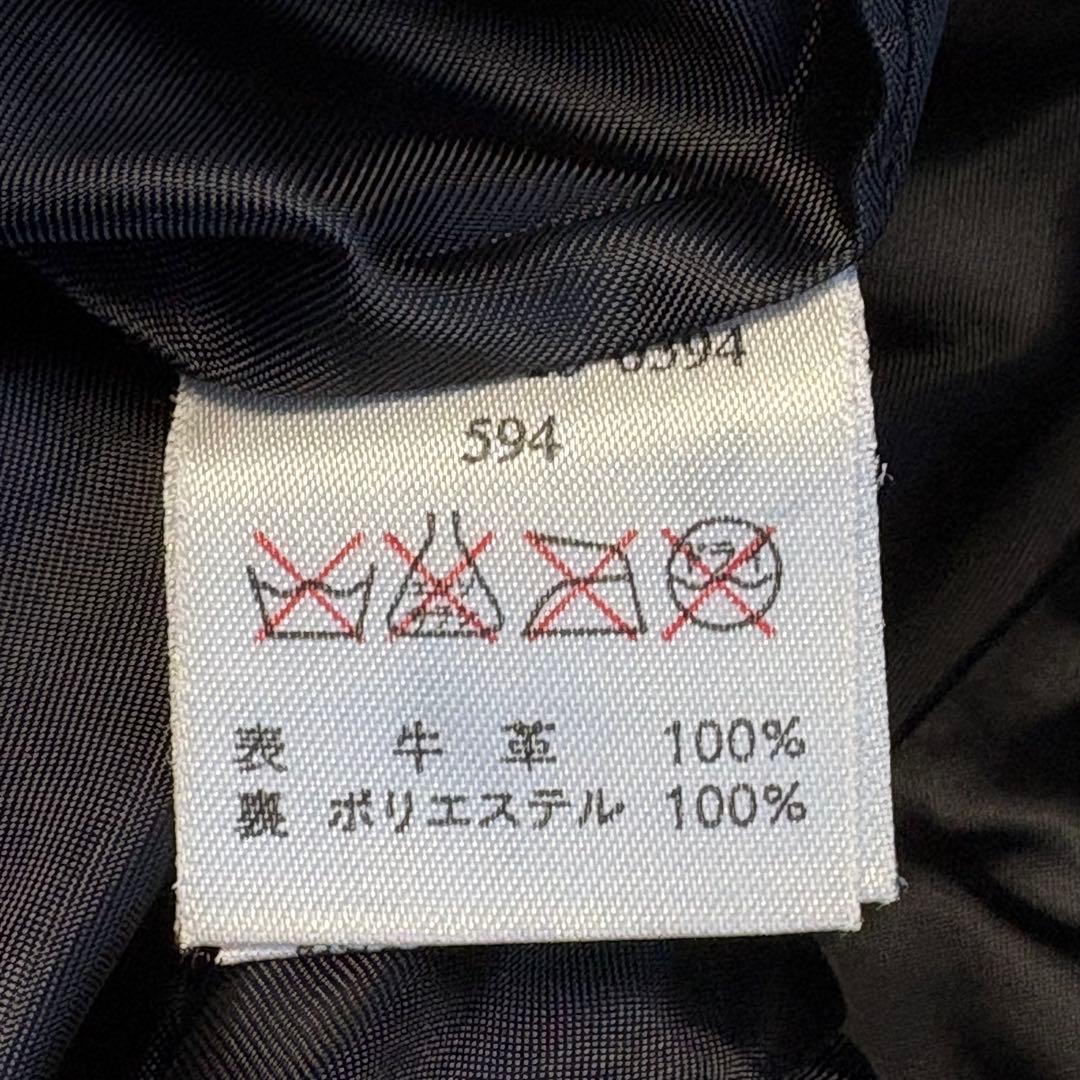 594
表 牛 革 100%
裏 ポリエステル 100%